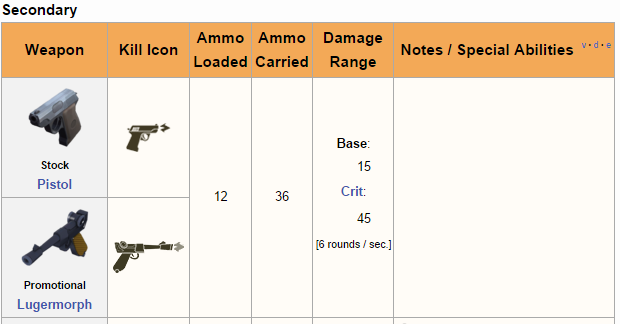 Secondary
Weapon
Kill Icon
Ammo Loaded
Ammo Carried
Damage Range
Notes / Special Abilities
v • d • e
Stock
Pistol
12
36
Base:
15
Crit:
45
[6 rounds / sec.]
Promotional
Lugermorph